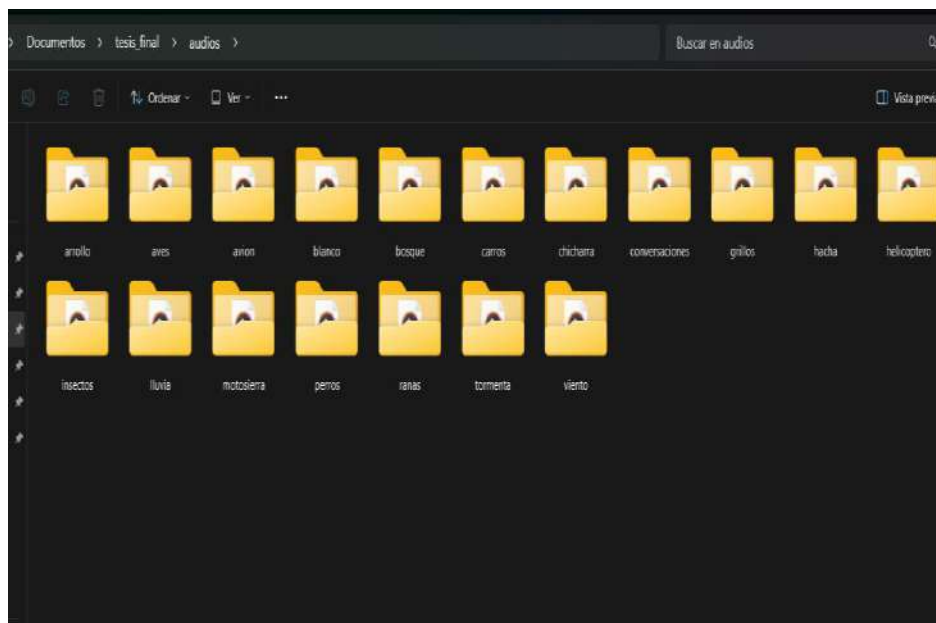 Documentos > tesis_final > audios >
Buscar en audios
Ordenar
Ver
Vista previa
arrollo aves avion blanco bosque carros chicharra conversaciones grillos hacha helicoptero
insectos lluvia motosierra perros ranas tormenta viento